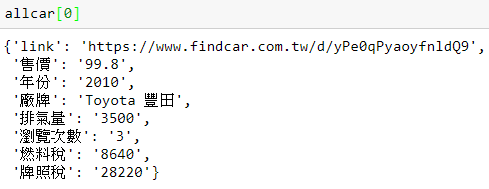 allcar[0]
{'link': 'https://www.findcar.com.tw/d/yPe0qPyaoyfnldQ9',
'售價': '99.8',
'年份': '2010',
'廠牌': 'Toyota 豐田',
'排氣量': '3500',
'瀏覽次數': '3',
'燃料稅': '8640',
'牌照稅': '28220'}